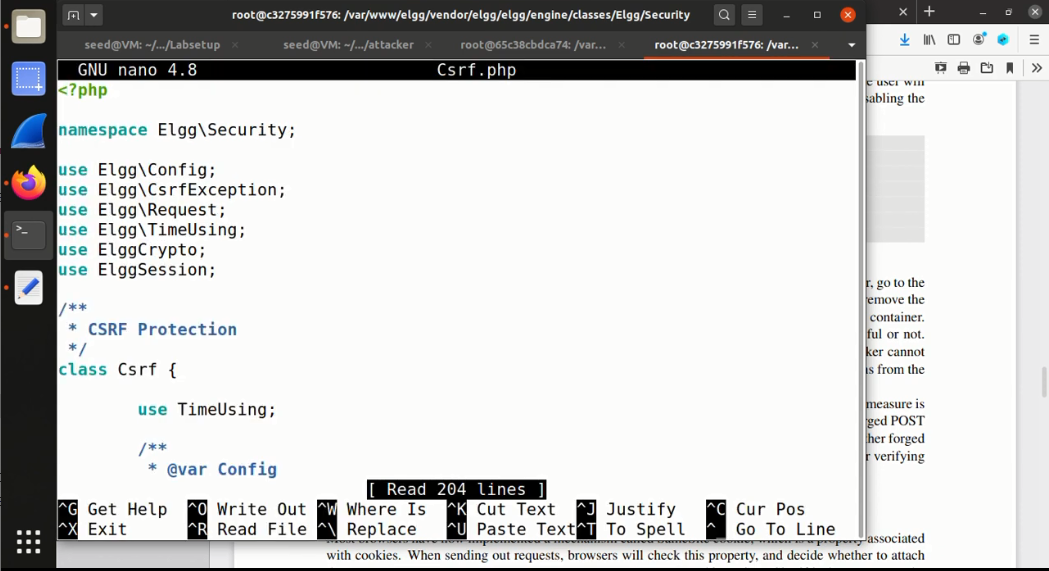 root@c3275991f576: /var/www/elgg/vendor/elgg/elgg/engine/classes/Elgg/Security
seed@VM: ~/.../Labsetup
seed@VM: ~/.../attacker
root@65c38cbdca74: /var...
root@c3275991f576: /var...
GNU nano 4.8 Csrf.php
<?php
namespace Elgg\Security;
use Elgg\Config;
use Elgg\CsrfException;
use Elgg\Request;
use Elgg\TimeUsing;
use ElggCrypto;
use ElggSession;
/**
* CSRF Protection
*/
class Csrf {
use TimeUsing;
/**
* @var Config
[ Read 204 lines ]
^G Get Help ^O Write Out ^W Where Is ^K Cut Text ^J Justify ^C Cur Pos
^X Exit ^R Read File ^\ Replace ^U Paste Text ^T To Spell ^_ Go To Line
e user will
abling the
, go to the
remove the
container.
ful or not.
ker cannot
s from the
measure is
ged POST
her forged
r verifying
associated
with cookies. When sending out requests, browsers will check this property, and decide whether to attach